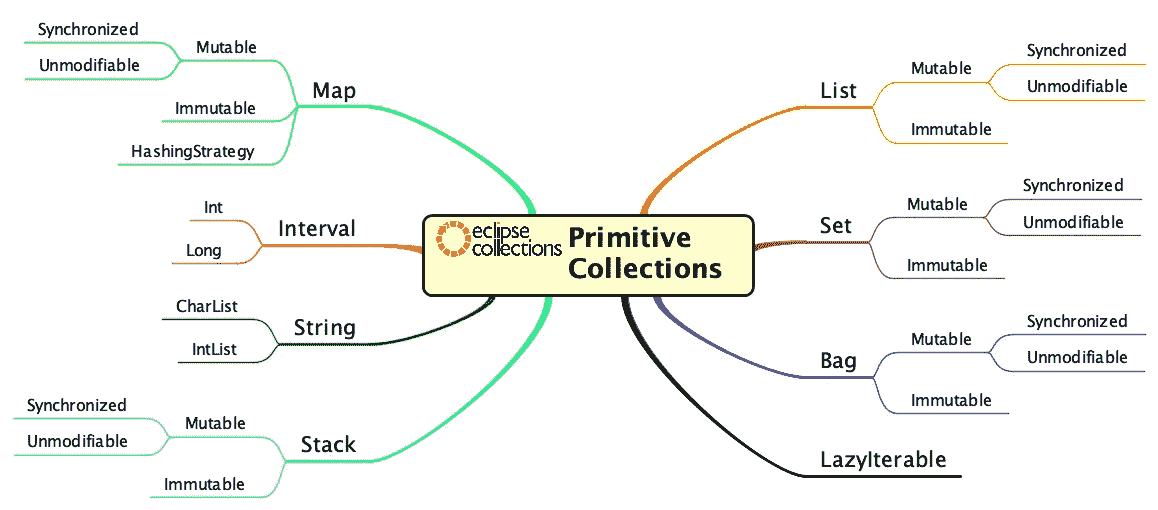 Synchronized
Unmodifiable
Mutable
Immutable
HashingStrategy
Map
Int
Long
Interval
CharList
IntList
String
Synchronized
Unmodifiable
Mutable
Immutable
Stack
eclipse
collections
Primitive
Collections
List
Mutable
Synchronized
Unmodifiable
Immutable
Set
Mutable
Synchronized
Unmodifiable
Immutable
Bag
Mutable
Synchronized
Unmodifiable
Immutable
LazyIterable